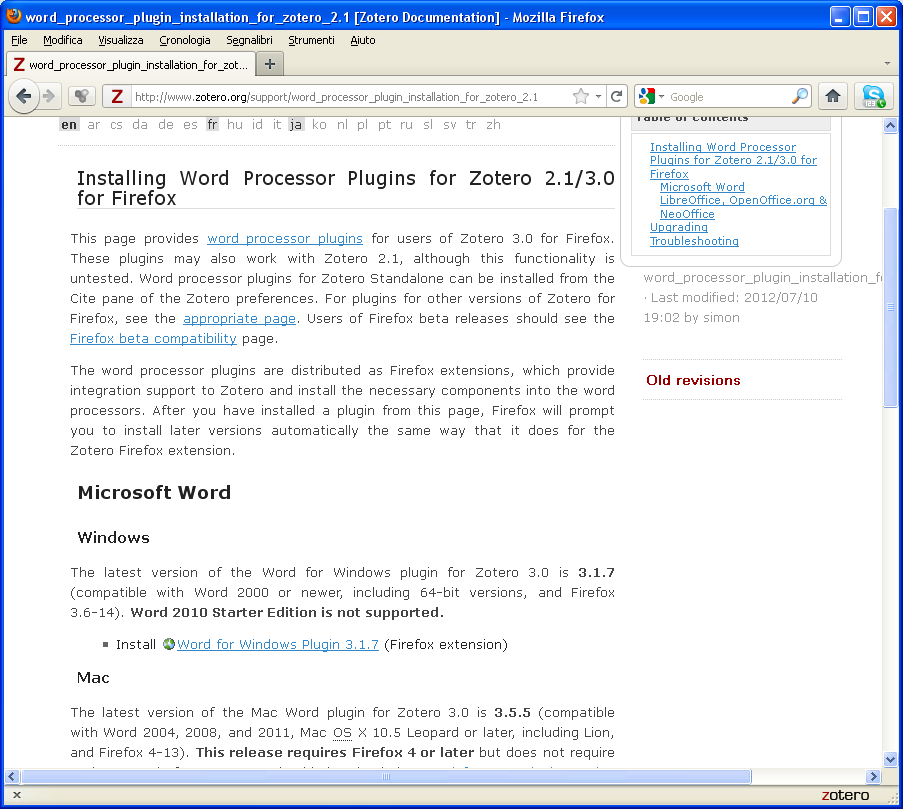 word_processor_plugin_installation_for_zotero_2.1 [Zotero Documentation] - Mozilla Firefox
File Modifica Visualizza Cronologia Segnalibri Strumenti Aiuto
Z word_processor_plugin_installation_for_zot...
Z http://www.zotero.org/support/word_processor_plugin_installation_for_zotero_2.1 Google
en ar cs da de es fr hu id it ja ko nl pl pt ru sl sv tr zh
Installing Word Processor Plugins for Zotero 2.1/3.0
for Firefox
This page provides word processor plugins for users of Zotero 3.0 for Firefox.
These plugins may also work with Zotero 2.1, although this functionality is
untested. Word processor plugins for Zotero Standalone can be installed from the
Cite pane of the Zotero preferences. For plugins for other versions of Zotero for
Firefox, see the appropriate page. Users of Firefox beta releases should see the
Firefox beta compatibility page.
The word processor plugins are distributed as Firefox extensions, which provide
integration support to Zotero and install the necessary components into the word
processors. After you have installed a plugin from this page, Firefox will prompt
you to install later versions automatically the same way that it does for the
Zotero Firefox extension.
Microsoft Word
Windows
The latest version of the Word for Windows plugin for Zotero 3.0 is 3.1.7
(compatible with Word 2000 or newer, including 64-bit versions, and Firefox
3.6-14). Word 2010 Starter Edition is not supported.
Install Word for Windows Plugin 3.1.7 (Firefox extension)
Mac
The latest version of the Mac Word plugin for Zotero 3.0 is 3.5.5 (compatible
with Word 2004, 2008, and 2011, Mac OS X 10.5 Leopard or later, including Lion,
and Firefox 4-13). This release requires Firefox 4 or later but does not require
Table of Contents
Installing Word Processor
Plugins for Zotero 2.1/3.0 for
Firefox
Microsoft Word
LibreOffice, OpenOffice.org &
NeoOffice
Upgrading
Troubleshooting
word_processor_plugin_installation_fo
· Last modified: 2012/07/10
19:02 by simon
Old revisions
zotero